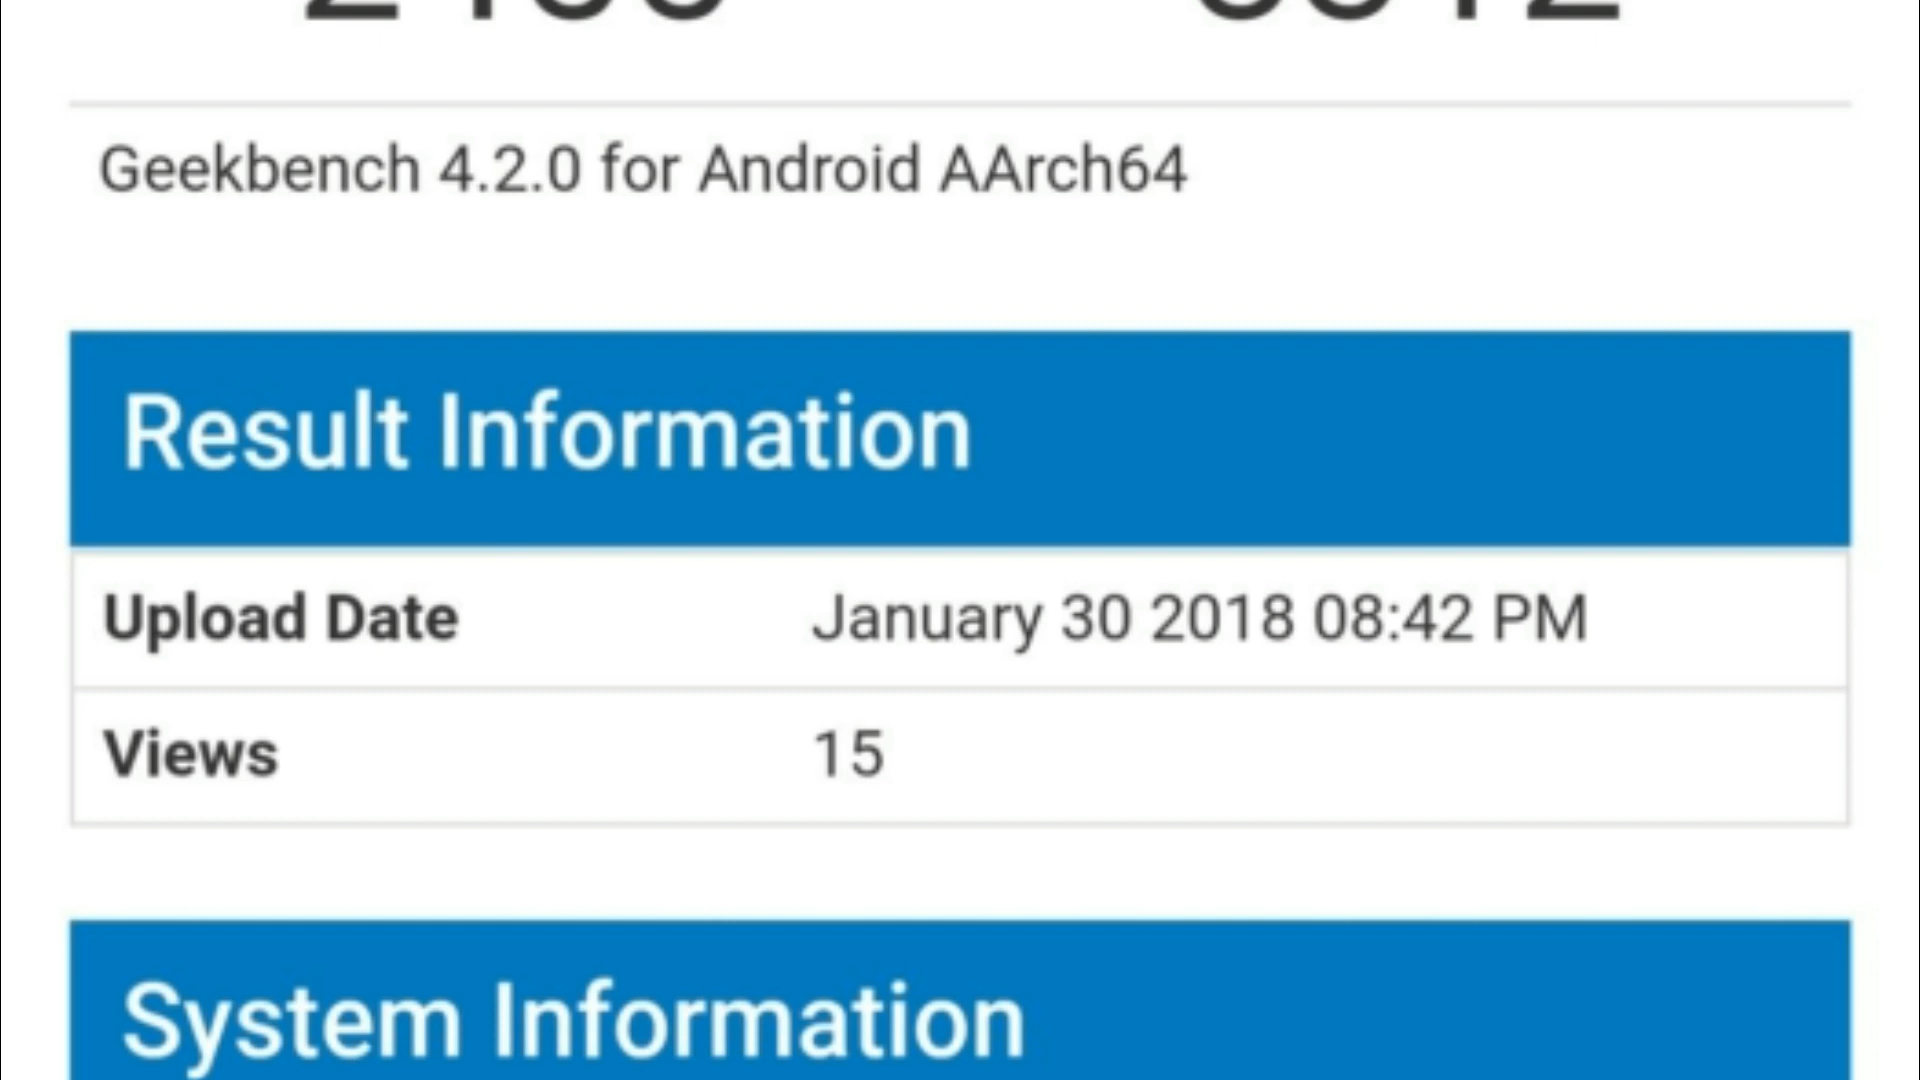 Geekbench 4.2.0 for Android AArch64
Result Information
Upload Date January 30 2018 08:42 PM
Views 15
System Information